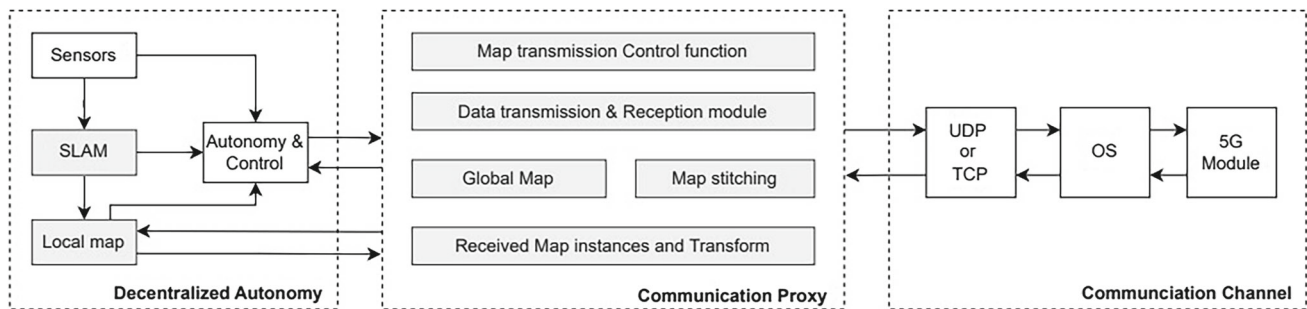 Sensors
SLAM
Local map
Autonomy &
Control
Decentralized Autonomy
Map transmission Control function
Data transmission & Reception module
Global Map
Map stitching
Received Map instances and Transform
Communication Proxy
UDP
or
TCP
OS
5G
Module
Communciation Channel